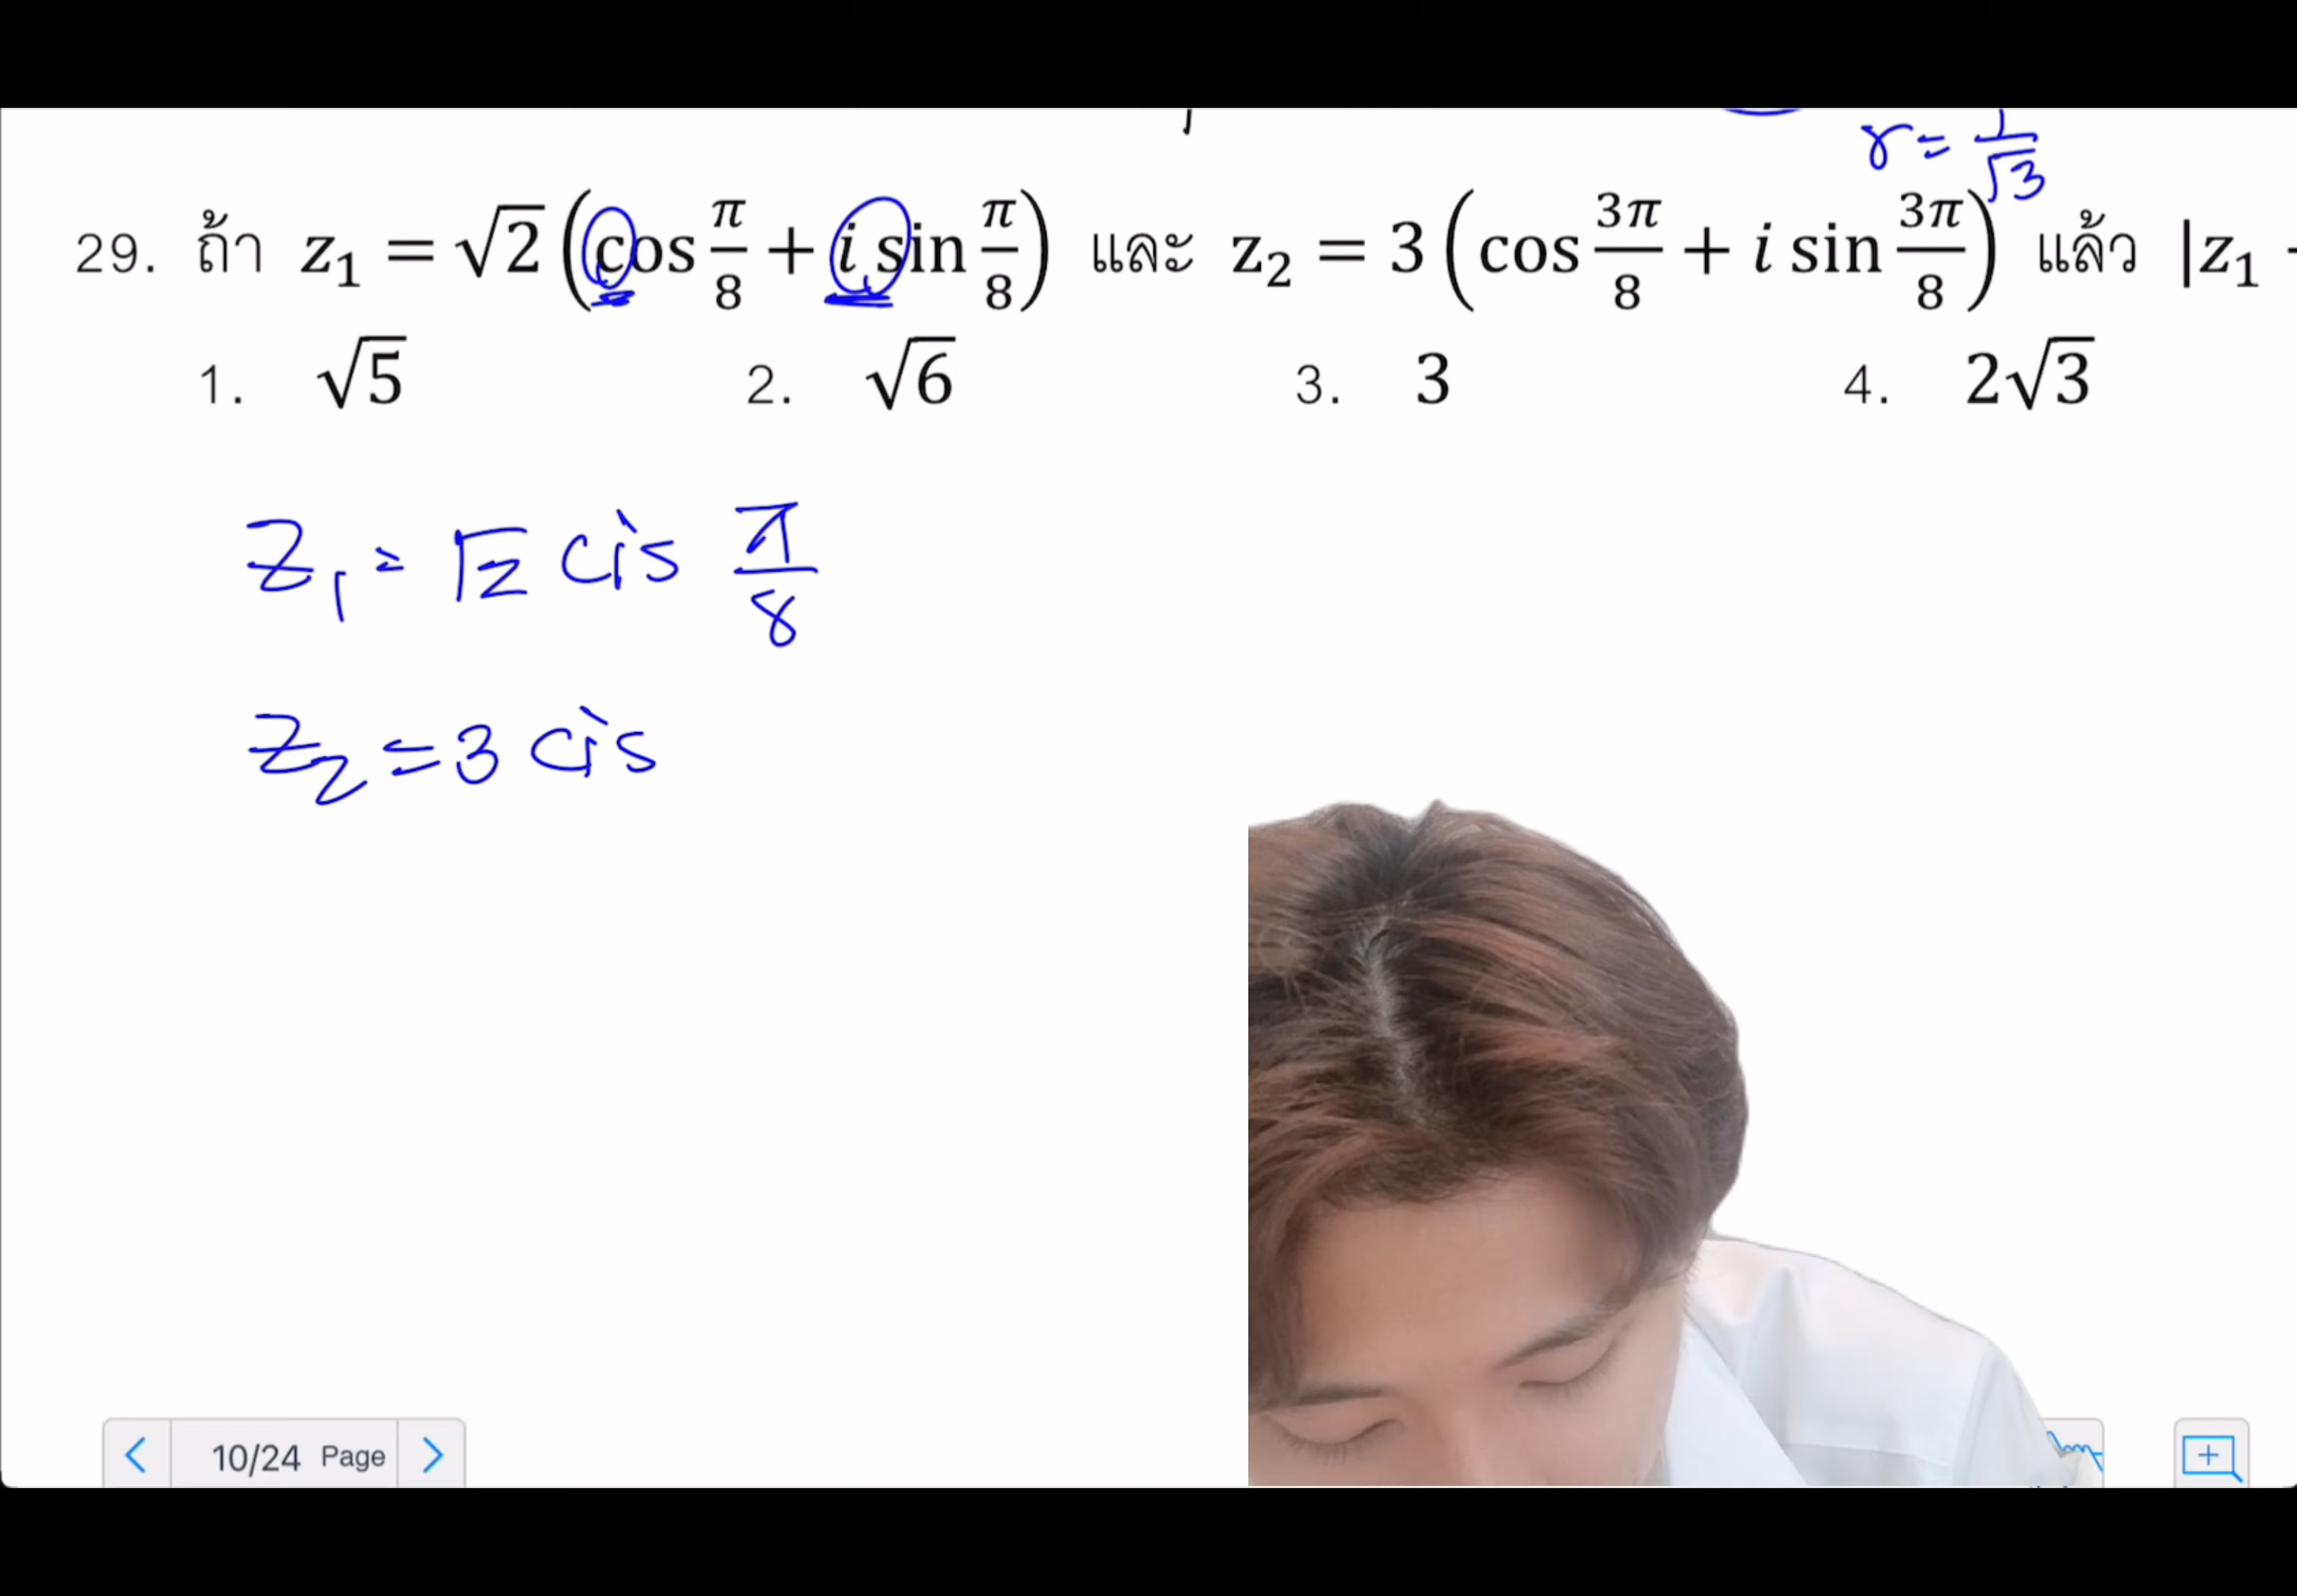 r = 1/√3
29. ถ้า z₁ = √2 (cos π/8 + i sin π/8) และ z₂ = 3 (cos 3π/8 + i sin 3π/8) แล้ว |z₁ -
1. √5 2. √6 3. 3 4. 2√3
z₁ = √2 cis π/8
z₂ = 3 cis
10/24 Page